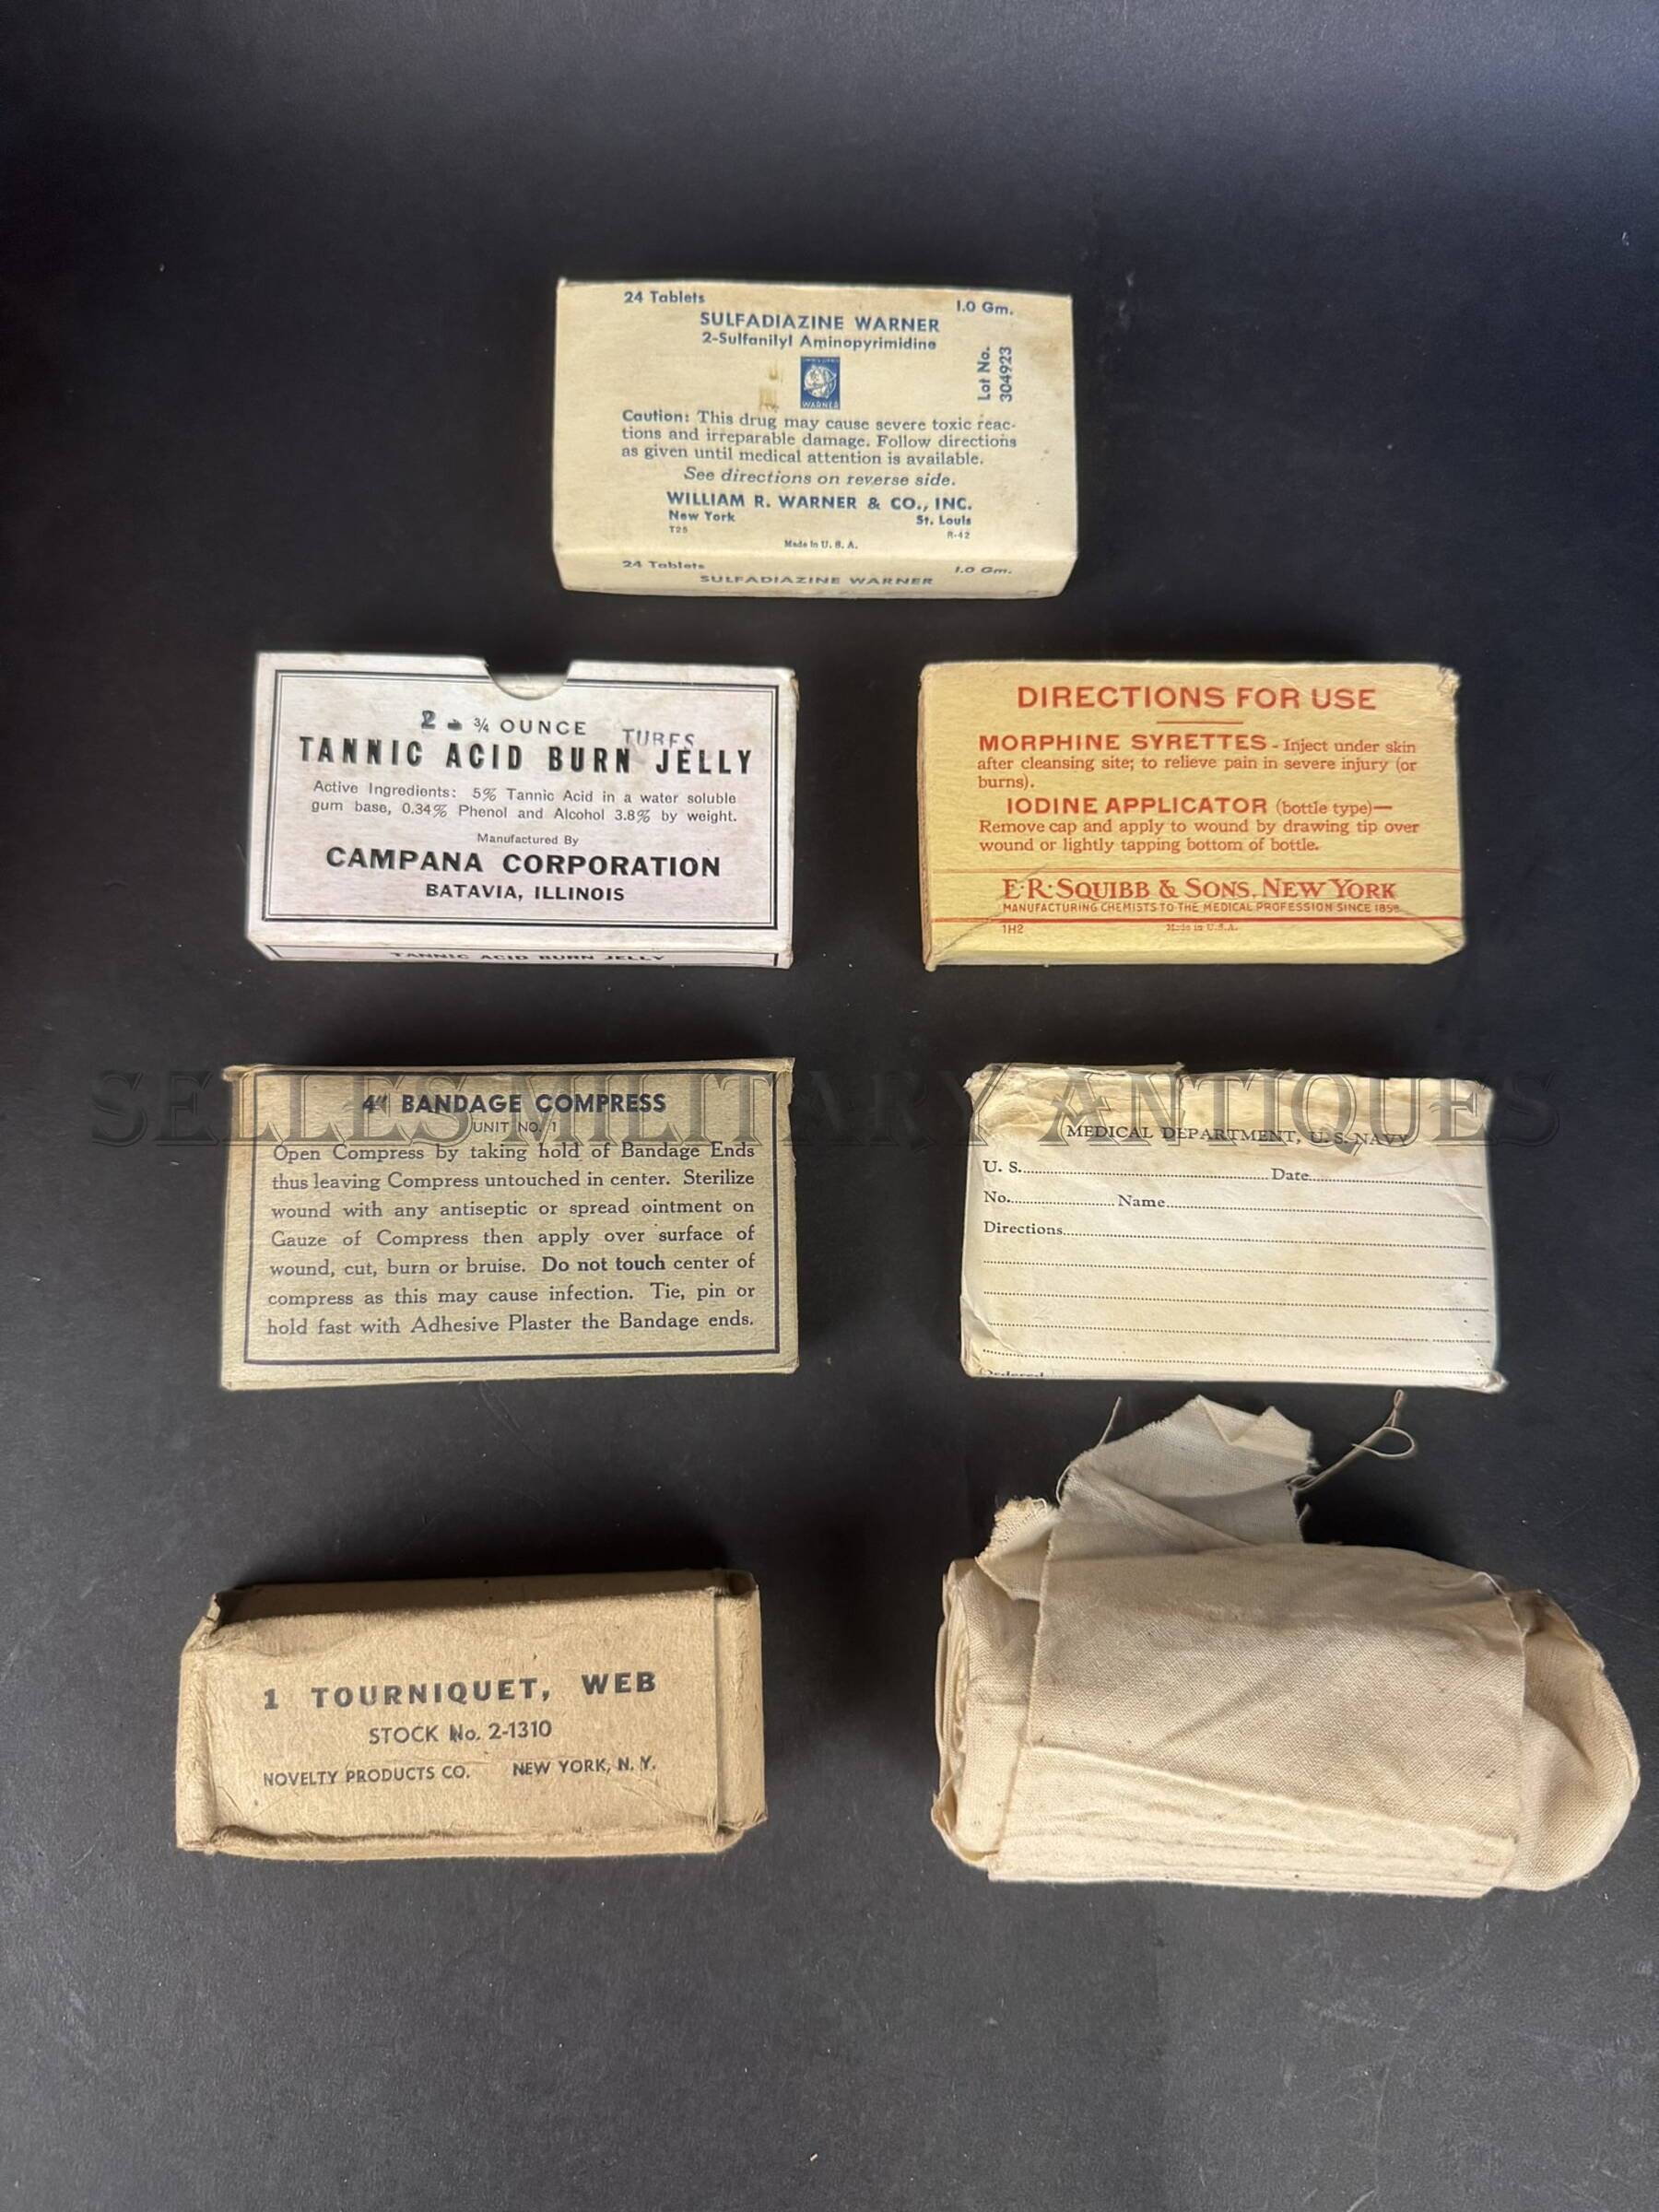 24 Tablets 1.0 Gm.
SULFADIAZINE WARNER
2-Sulfanilyl Aminopyrimidine
Lot No.
304923
WARNER
Caution: This drug may cause severe toxic reac-
tions and irreparable damage. Follow directions
as given until medical attention is available.
See directions on reverse side.
WILLIAM R. WARNER & CO., INC.
New York St. Louis
T25 R-42
Made in U. S. A.
24 Tablets 1.0 Gm.
SULFADIAZINE WARNER
2 - ¾ OUNCE TUBES
TANNIC ACID BURN JELLY
Active Ingredients: 5% Tannic Acid in a water soluble
gum base, 0.34% Phenol and Alcohol 3.8% by weight.
Manufactured By
CAMPANA CORPORATION
BATAVIA, ILLINOIS
TANNIC ACID BURN JELLY
DIRECTIONS FOR USE
MORPHINE SYRETTES - Inject under skin
after cleansing site; to relieve pain in severe injury (or
burns).
IODINE APPLICATOR (bottle type)—
Remove cap and apply to wound by drawing tip over
wound or lightly tapping bottom of bottle.
E·R·SQUIBB & SONS, NEW YORK
MANUFACTURING CHEMISTS TO THE MEDICAL PROFESSION SINCE 1858
1H2 Made in U.S.A.
SELLES MILITARY ANTIQUES
4" BANDAGE COMPRESS
UNIT NO. 1
Open Compress by taking hold of Bandage Ends
thus leaving Compress untouched in center. Sterilize
wound with any antiseptic or spread ointment on
Gauze of Compress then apply over surface of
wound, cut, burn or bruise. Do not touch center of
compress as this may cause infection. Tie, pin or
hold fast with Adhesive Plaster the Bandage ends.
MEDICAL DEPARTMENT, U. S. NAVY
U. S. Date
No. Name
Directions
Ordered
1 TOURNIQUET, WEB
STOCK No. 2-1310
NOVELTY PRODUCTS CO. NEW YORK, N. Y.